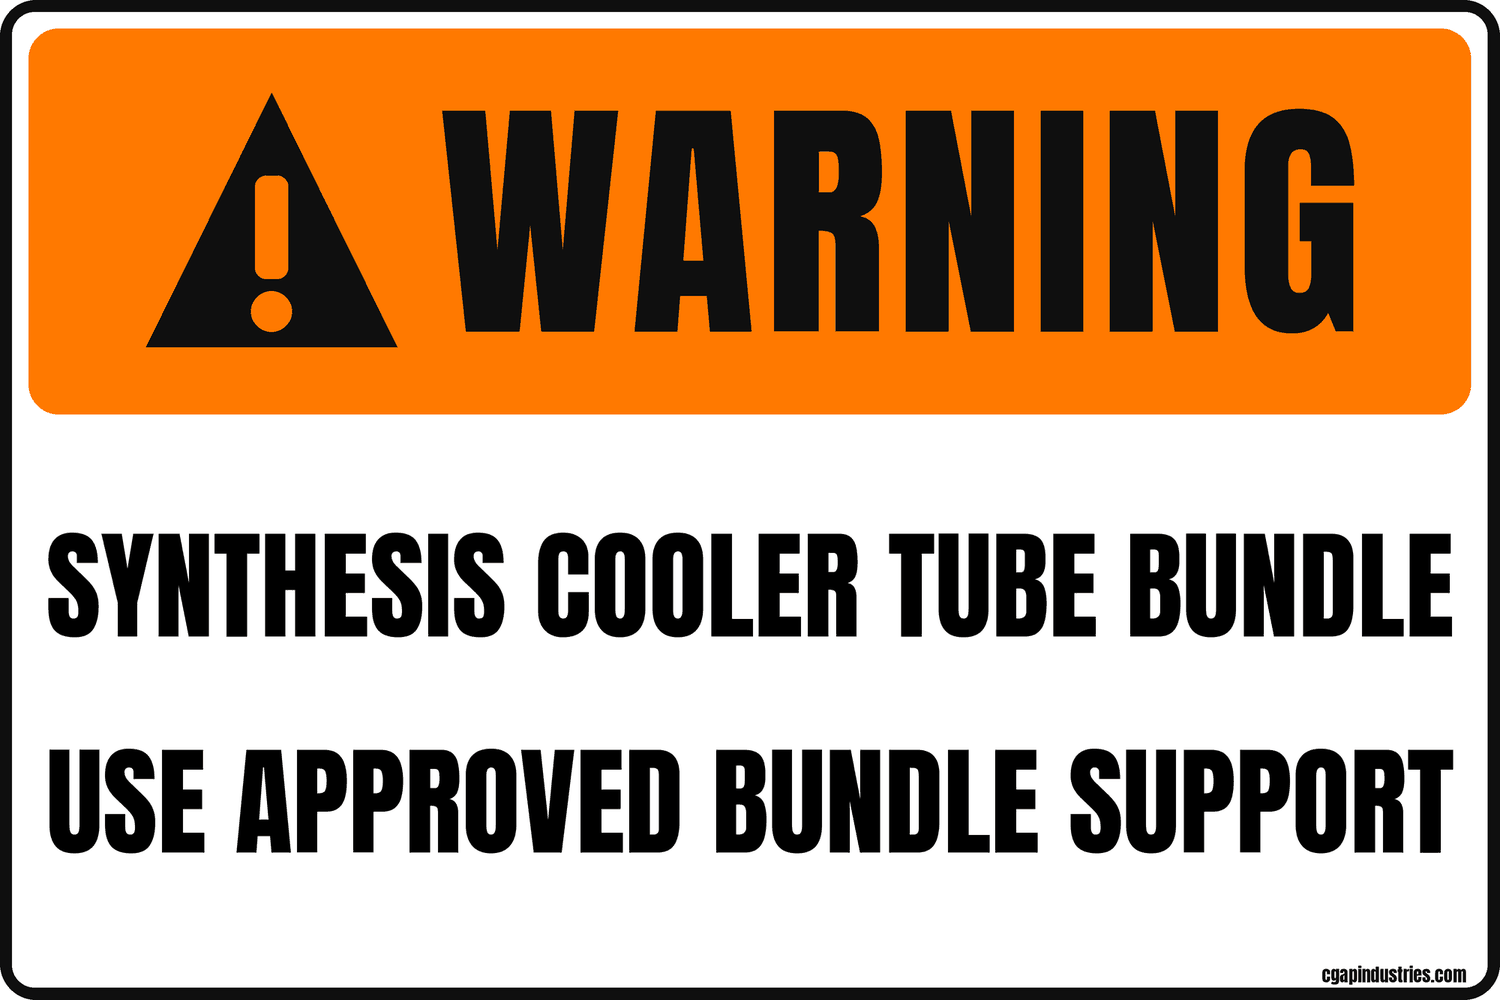 WARNING
SYNTHESIS COOLER TUBE BUNDLE
USE APPROVED BUNDLE SUPPORT
cgapindustries.com